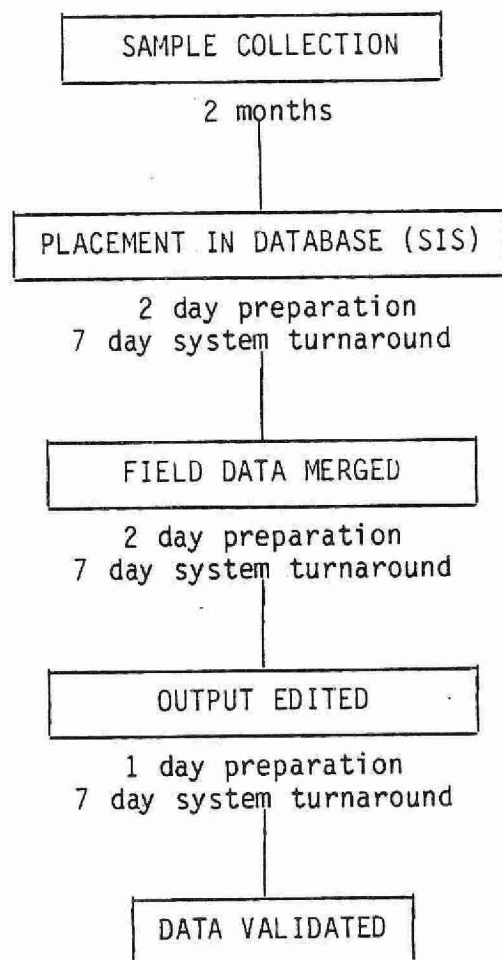 SAMPLE COLLECTION
2 months
PLACEMENT IN DATABASE (SIS)
2 day preparation
7 day system turnaround
FIELD DATA MERGED
2 day preparation
7 day system turnaround
OUTPUT EDITED
1 day preparation
7 day system turnaround
DATA VALIDATED